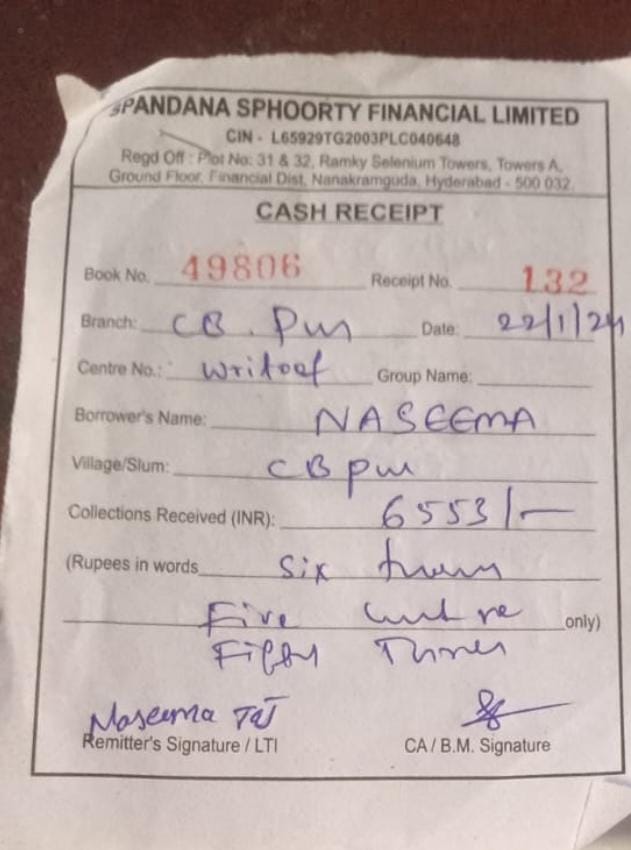 SPANDANA SPHOORTY FINANCIAL LIMITED
CIN - L65929TG2003PLC040648
Regd Off : Plot No: 31 & 32, Ramky Selenium Towers, Towers A,
Ground Floor, Financial Dist, Nanakramguda, Hyderabad - 500 032.
CASH RECEIPT
Book No. 49806 Receipt No. 132
Branch: CB. Pur Date: 22/1/24
Centre No.: writoef Group Name:
Borrower's Name: NASEEMA
Village/Slum: CB pur
Collections Received (INR): 6553/-
(Rupees in words Six
Five only)
Fifty Three
Naseema Taj
Remitter's Signature / LTI CA / B.M. Signature